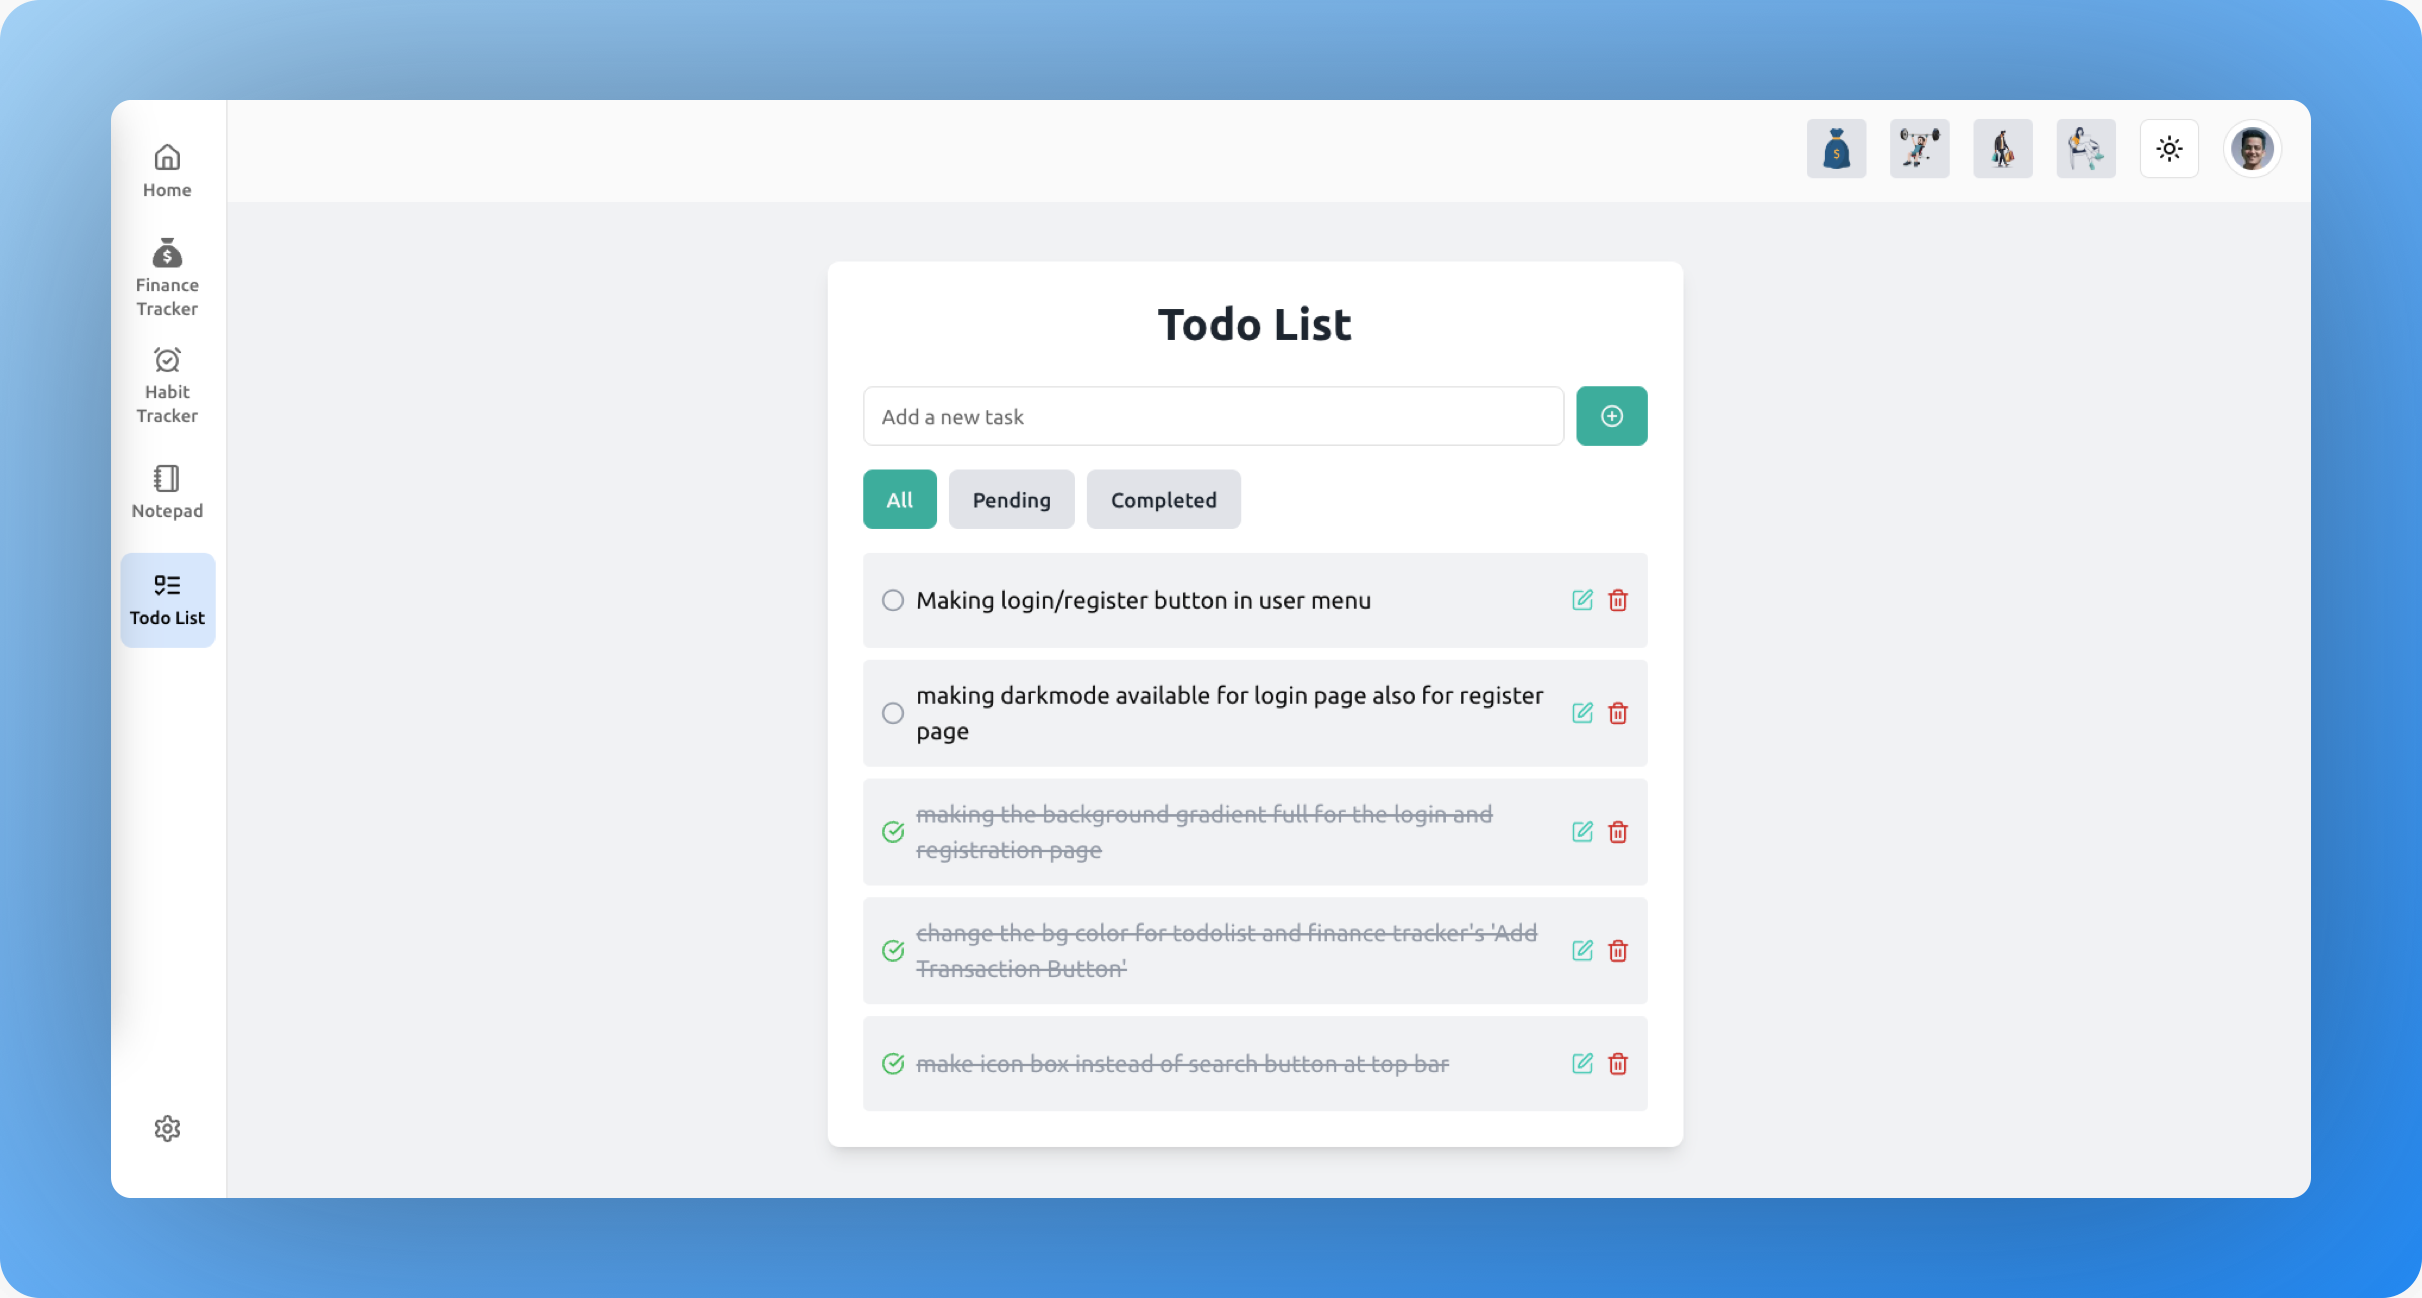 Home
Finance
Tracker
Habit
Tracker
Notepad
Todo List
Todo List
Add a new task
All
Pending
Completed
Making login/register button in user menu
making darkmode available for login page also for register
page
making the background gradient full for the login and
registration page
change the bg color for todolist and finance tracker's 'Add
Transaction Button'
make icon box instead of search button at top bar